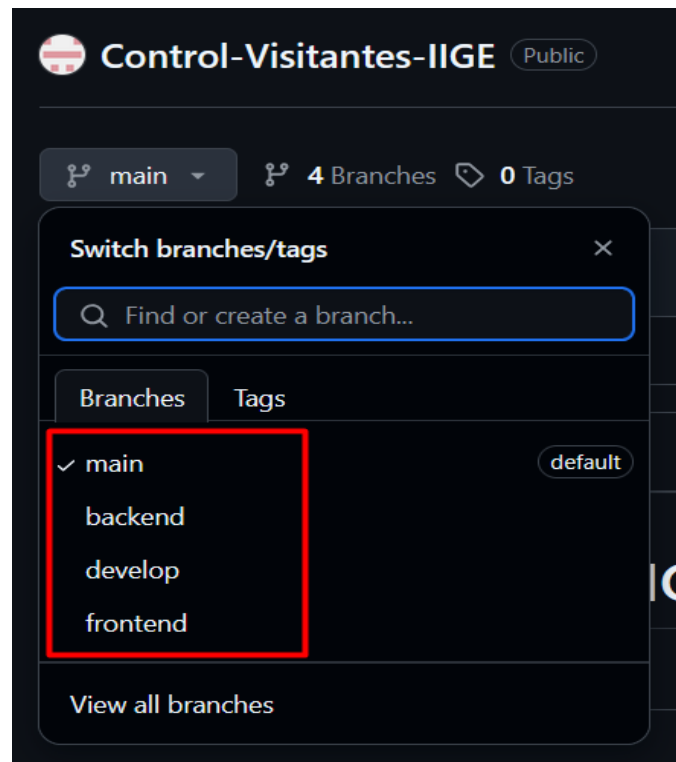 Control-Visitantes-IIGE Public
main 4 Branches 0 Tags
Switch branches/tags
Find or create a branch...
Branches Tags
main default
backend
develop
frontend
View all branches